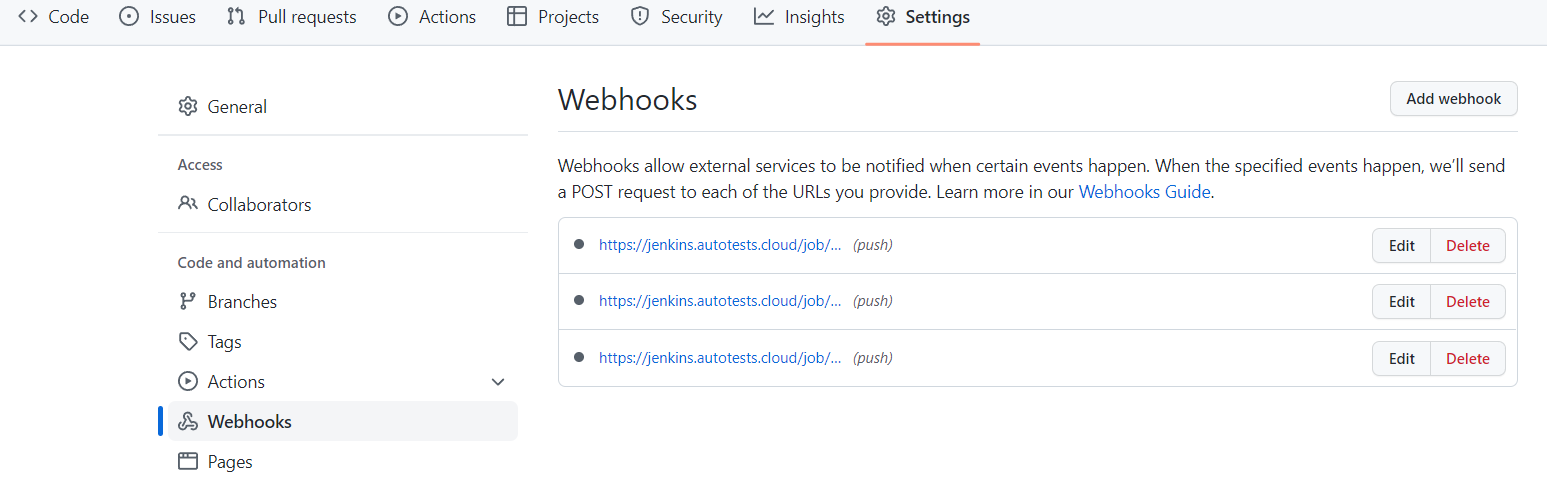 Code Issues Pull requests Actions Projects Security Insights Settings
General
Access
Collaborators
Code and automation
Branches
Tags
Actions
Webhooks
Pages
Webhooks
Add webhook
Webhooks allow external services to be notified when certain events happen. When the specified events happen, we’ll send
a POST request to each of the URLs you provide. Learn more in our Webhooks Guide.
https://jenkins.autotests.cloud/job/... (push) Edit Delete
https://jenkins.autotests.cloud/job/... (push) Edit Delete
https://jenkins.autotests.cloud/job/... (push) Edit Delete